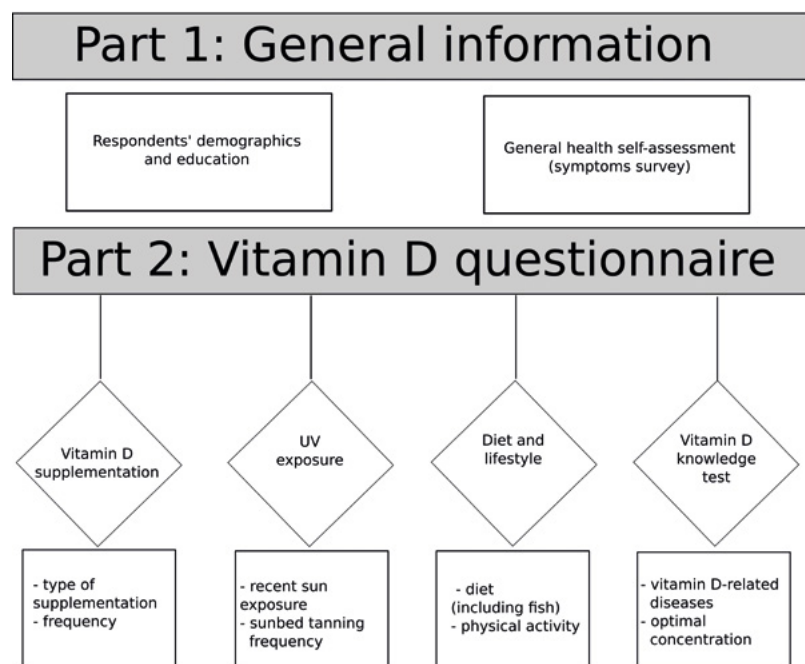 Part 1: General information
Respondents' demographics
and education
General health self-assessment
(symptoms survey)
Part 2: Vitamin D questionnaire
Vitamin D
supplementation
UV
exposure
Diet and
lifestyle
Vitamin D
knowledge
test
- type of
supplementation
- frequency
- recent sun
exposure
- sunbed tanning
frequency
- diet
(including fish)
- physical activity
- vitamin D-related
diseases
- optimal
concentration